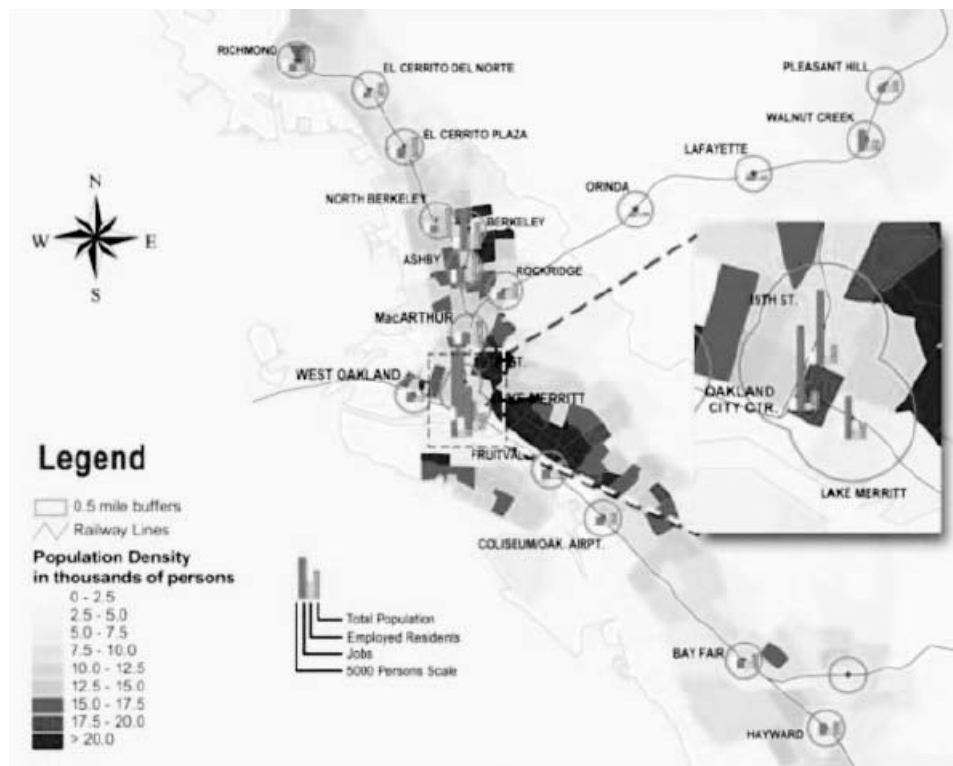 RICHMOND
EL CERRITO DEL NORTE
PLEASANT HILL
EL CERRITO PLAZA
WALNUT CREEK
LAFAYETTE
N
W E
S
NORTH BERKELEY
ORINDA
BERKELEY
ASHBY
ROCKRIDGE
MacARTHUR
19TH ST.
ST.
WEST OAKLAND
LAKE MERRITT
OAKLAND
CITY CTR.
LAKE MERRITT
FRUITVAL
COLISEUM/OAK. AIRPT.
BAY FAIR
HAYWARD
Legend
0.5 mile buffers
Railway Lines
Population Density
in thousands of persons
0 - 2.5
2.5 - 5.0
5.0 - 7.5
7.5 - 10.0
10.0 - 12.5
12.5 - 15.0
15.0 - 17.5
17.5 - 20.0
> 20.0
Total Population
Employed Residents
Jobs
5000 Persons Scale